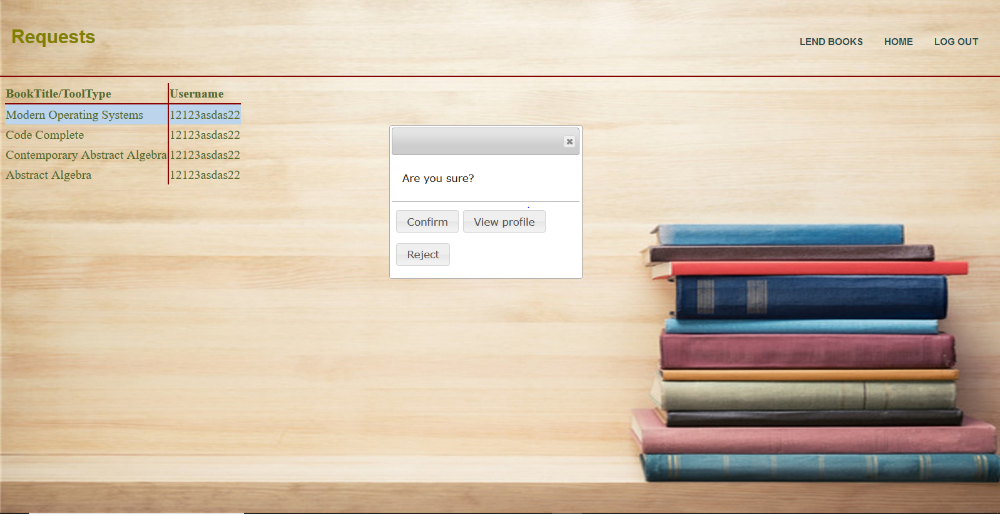 Requests
LEND BOOKS HOME LOG OUT
BookTitle/ToolType Username
Modern Operating Systems 12123asdas22
Code Complete 12123asdas22
Contemporary Abstract Algebra 12123asdas22
Abstract Algebra 12123asdas22
Are you sure?
Confirm View profile
Reject